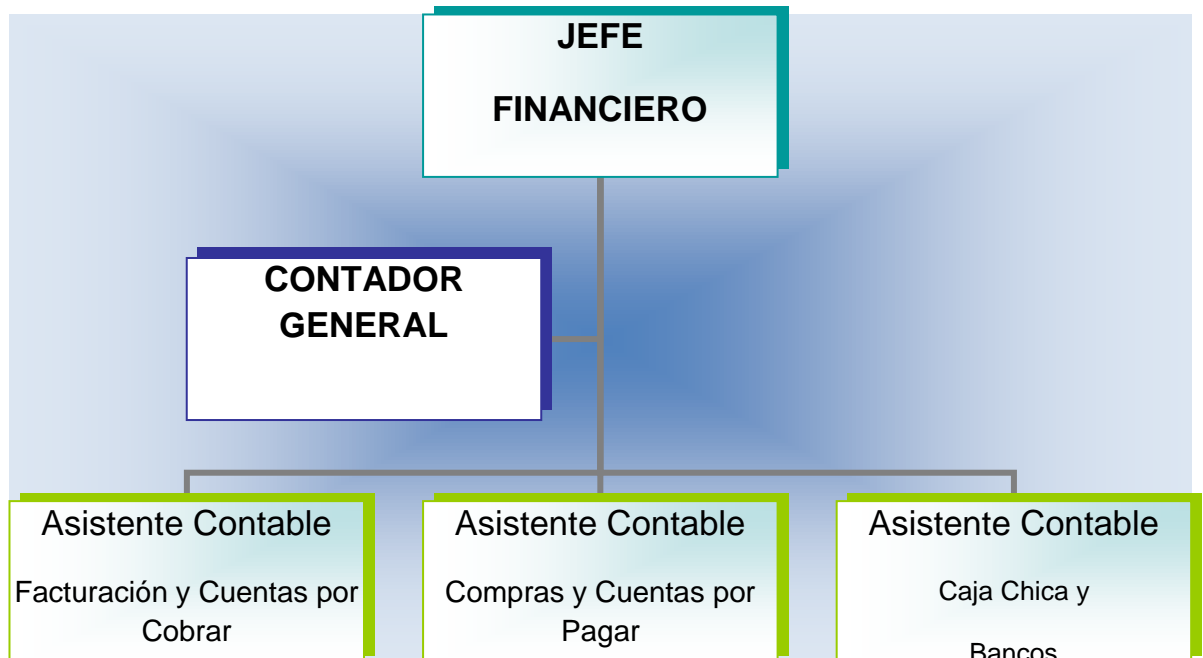 JEFE
FINANCIERO
CONTADOR
GENERAL
Asistente Contable
Facturación y Cuentas por
Cobrar
Asistente Contable
Compras y Cuentas por
Pagar
Asistente Contable
Caja Chica y
Bancos